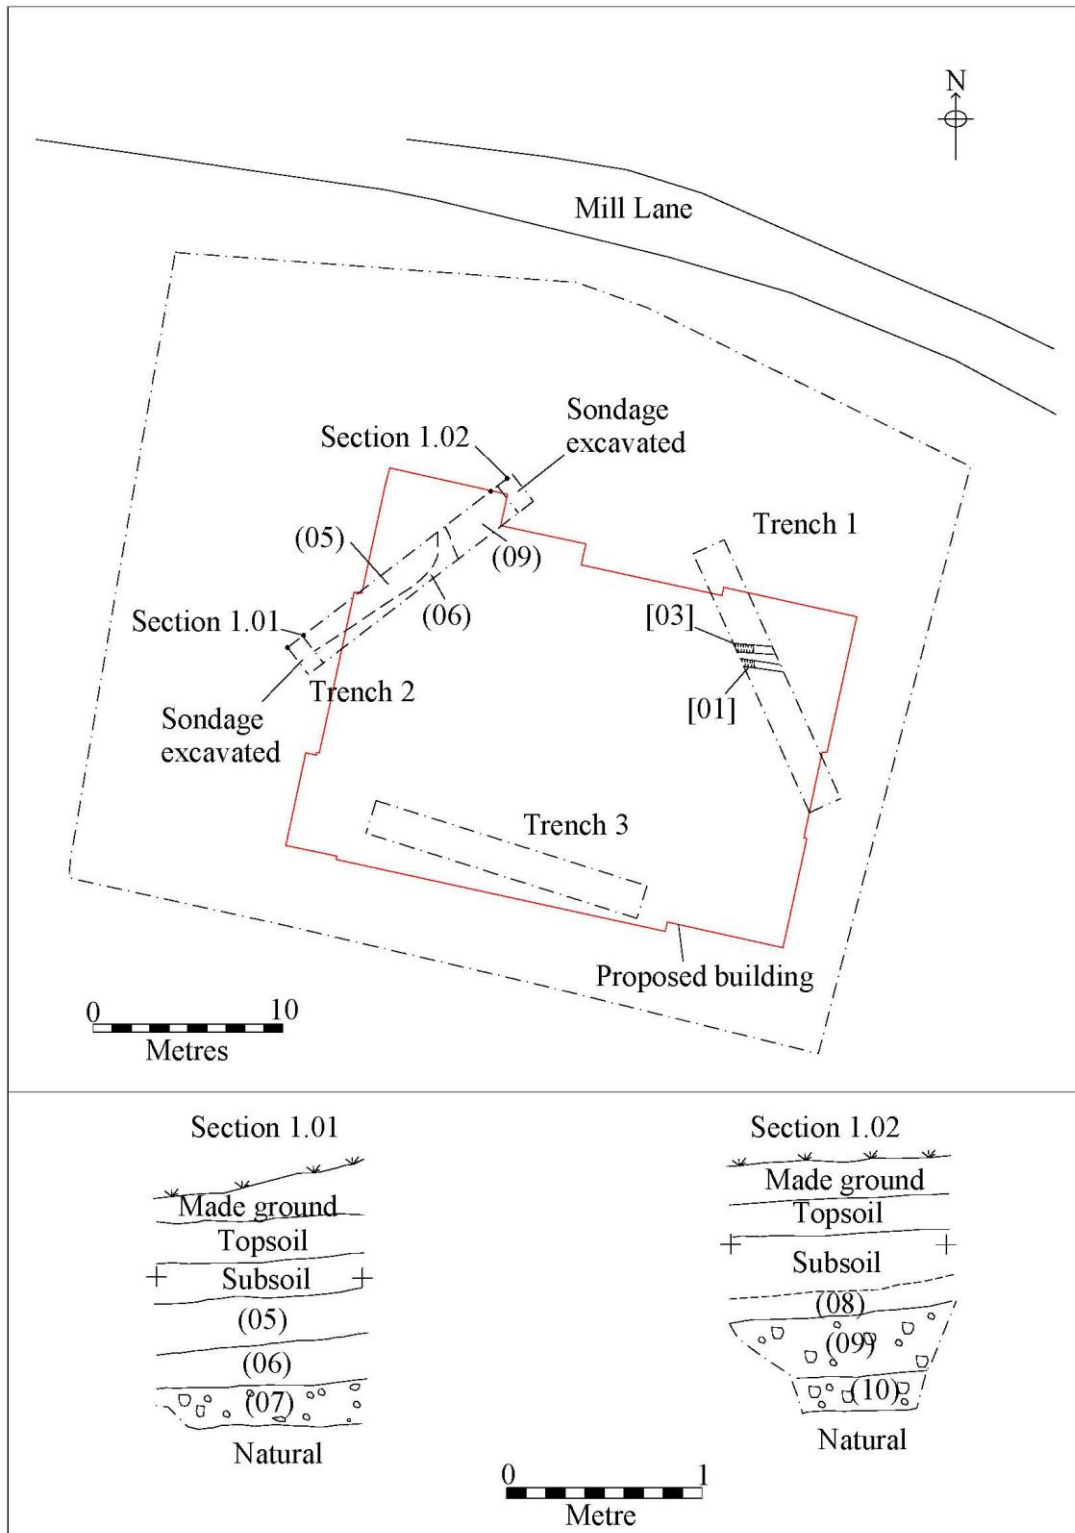 N
Mill Lane
Sondage
excavated
Section 1.02
Trench 1
(05)
(09)
[03]
Section 1.01
(06)
Trench 2
[01]
Sondage
excavated
Trench 3
Proposed building
0 10
Metres
Section 1.01
Made ground
Topsoil
Subsoil
(05)
(06)
(07)
Natural
Section 1.02
Made ground
Topsoil
Subsoil
(08)
(09)
(10)
Natural
0 1
Metre